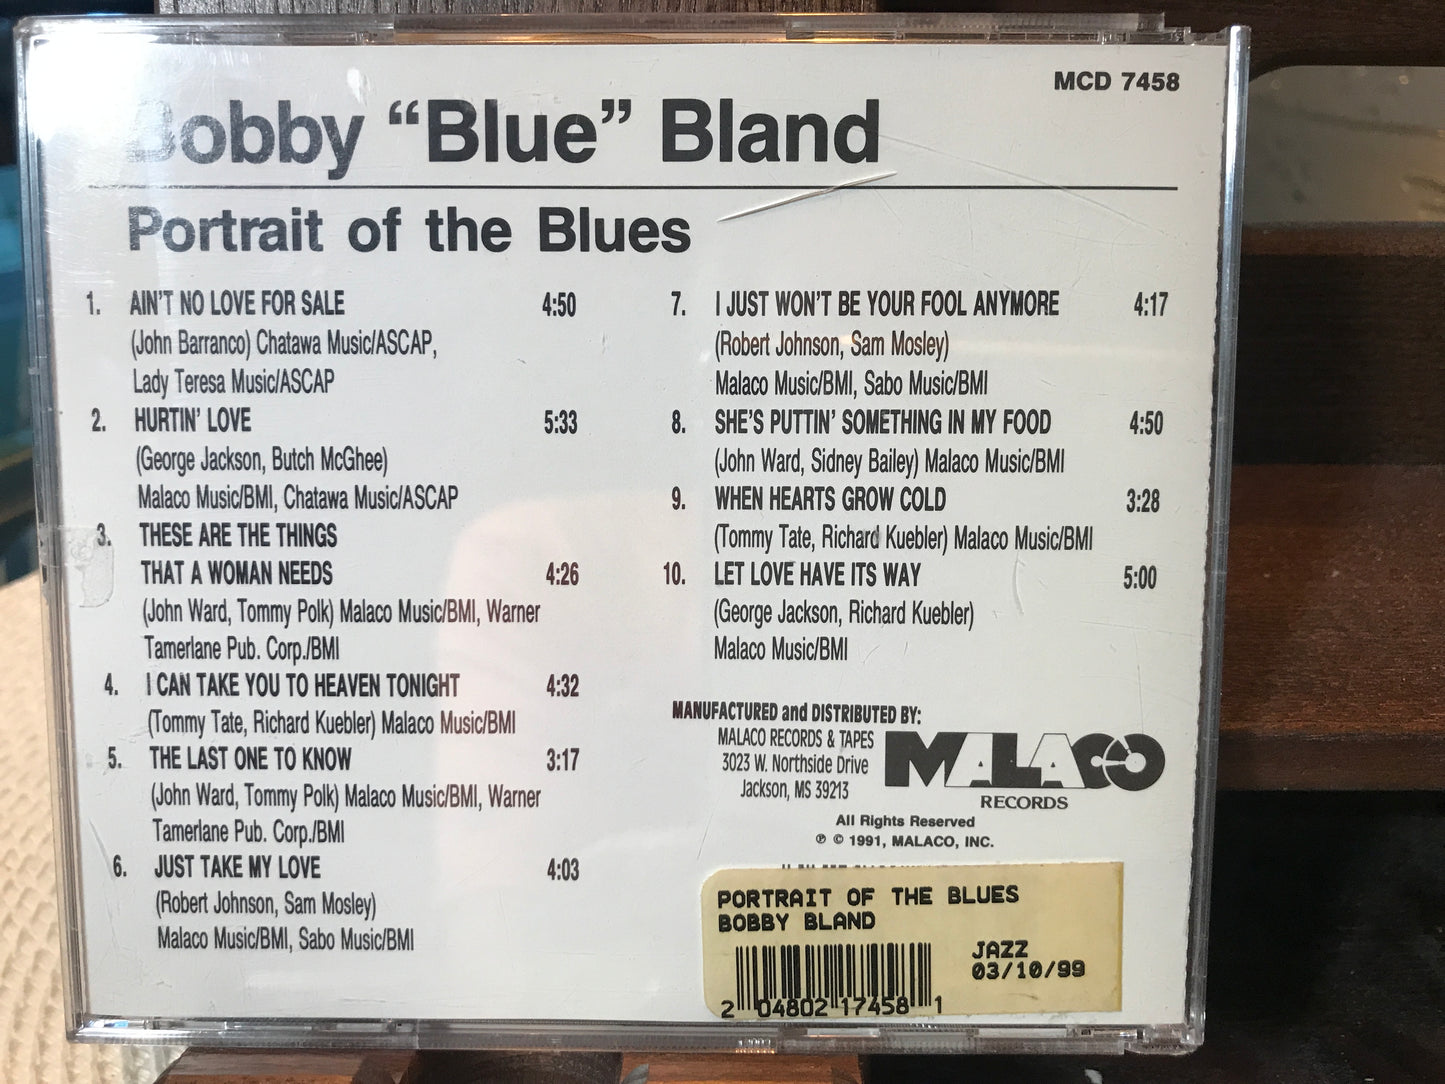 MCD 7458
Bobby “Blue” Bland
Portrait of the Blues
1. AIN'T NO LOVE FOR SALE 4:50
(John Barranco) Chatawa Music/ASCAP,
Lady Teresa Music/ASCAP
2. HURTIN' LOVE 5:33
(George Jackson, Butch McGhee)
Malaco Music/BMI, Chatawa Music/ASCAP
3. THESE ARE THE THINGS
THAT A WOMAN NEEDS 4:26
(John Ward, Tommy Polk) Malaco Music/BMI, Warner
Tamerlane Pub. Corp./BMI
4. I CAN TAKE YOU TO HEAVEN TONIGHT 4:32
(Tommy Tate, Richard Kuebler) Malaco Music/BMI
5. THE LAST ONE TO KNOW 3:17
(John Ward, Tommy Polk) Malaco Music/BMI, Warner
Tamerlane Pub. Corp./BMI
6. JUST TAKE MY LOVE 4:03
(Robert Johnson, Sam Mosley)
Malaco Music/BMI, Sabo Music/BMI
7. I JUST WON'T BE YOUR FOOL ANYMORE 4:17
(Robert Johnson, Sam Mosley)
Malaco Music/BMI, Sabo Music/BMI
8. SHE'S PUTTIN' SOMETHING IN MY FOOD 4:50
(John Ward, Sidney Bailey) Malaco Music/BMI
9. WHEN HEARTS GROW COLD 3:28
(Tommy Tate, Richard Kuebler) Malaco Music/BMI
10. LET LOVE HAVE ITS WAY 5:00
(George Jackson, Richard Kuebler)
Malaco Music/BMI
MANUFACTURED and DISTRIBUTED BY:
MALACO RECORDS & TAPES
3023 W. Northside Drive
Jackson, MS 39213
MALACO
RECORDS
All Rights Reserved
℗ © 1991, MALACO, INC.
PORTRAIT OF THE BLUES
BOBBY BLAND
JAZZ
03/10/99
2 04802 17458 1